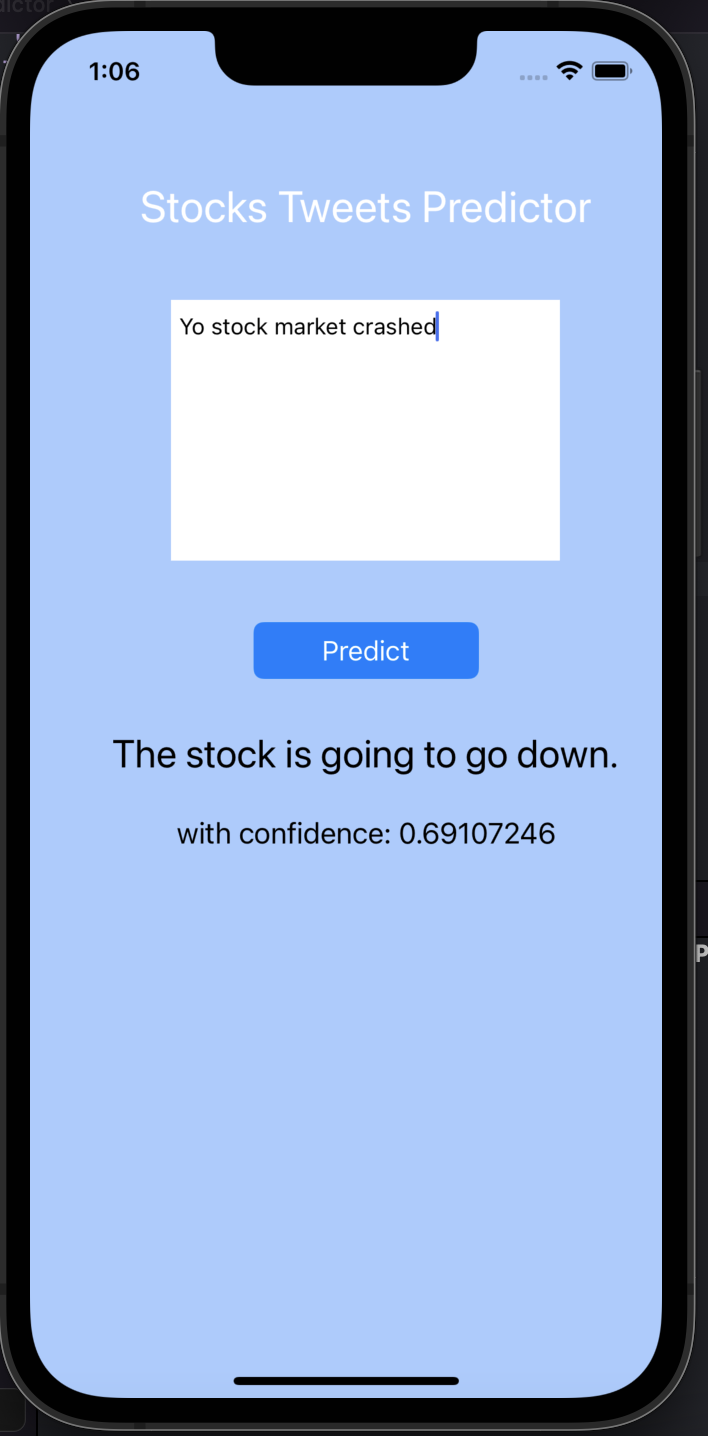 dictor
1:06
Stocks Tweets Predictor
Yo stock market crashed
Predict
The stock is going to go down.
with confidence: 0.69107246
P